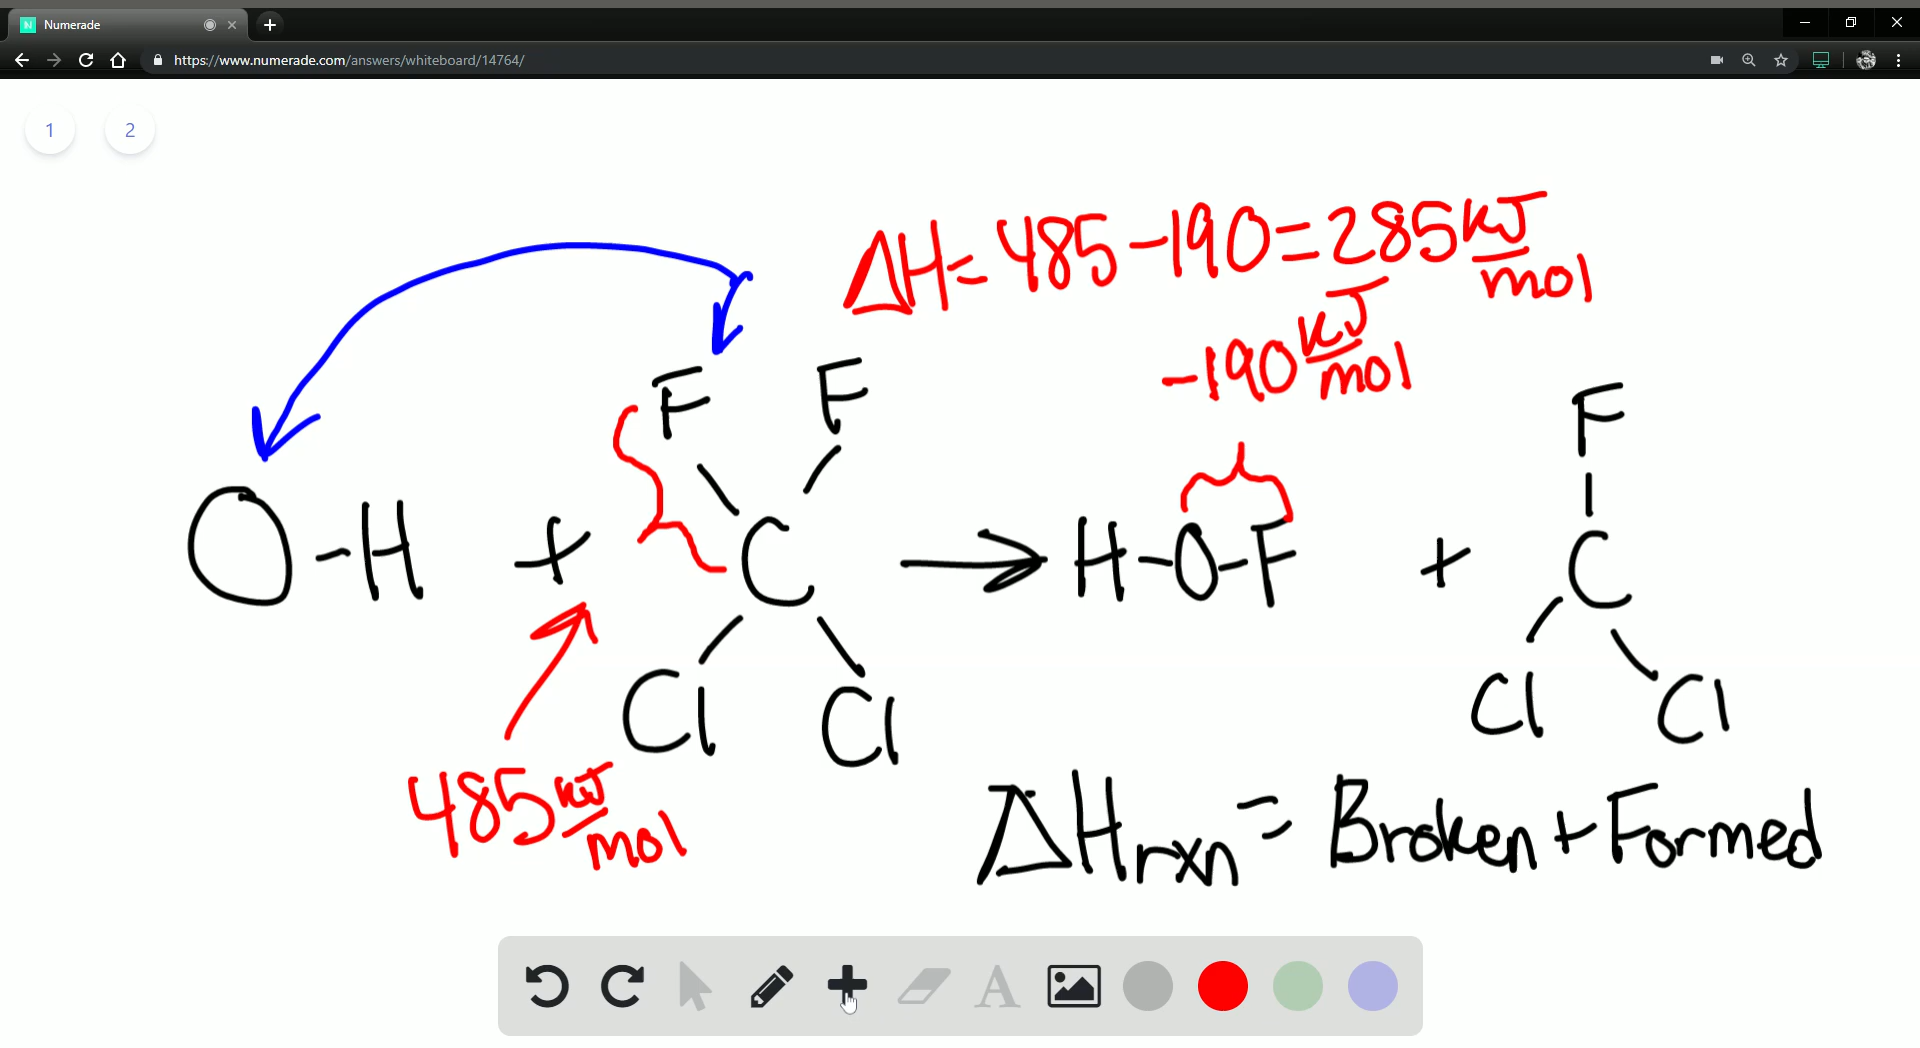 Numerade
https://www.numerade.com/answers/whiteboard/14764/
1 2
ΔH = 485 - 190 = 285 kJ/mol
-190 kJ/mol
F F F
O-H + C → H-O-F + C
Cl Cl Cl Cl
485 kJ/mol
ΔHrxn = Broken + Formed
A